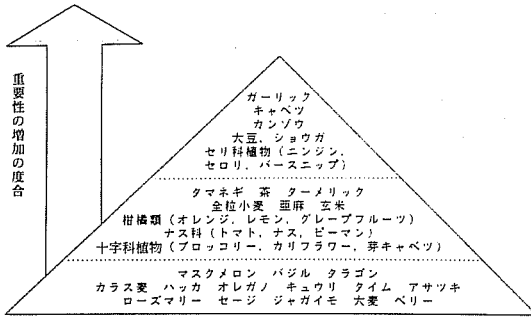 重要性の増加の度合
ガーリック
キャベツ
カンゾウ
大豆, ショウガ
セリ科植物 (ニンジン,
セロリ, パースニップ)
タマネギ 茶 ターメリック
全粒小麦 亜麻 玄米
柑橘類 (オレンジ, レモン, グレープフルーツ)
ナス科 (トマト, ナス, ピーマン)
十字科植物 (ブロッコリー, カリフラワー, 芽キャベツ)
マスクメロン バジル タラゴン
カラス麦 ハッカ オレガノ キュウリ タイム アサツキ
ローズマリー セージ ジャガイモ 大麦 ベリー